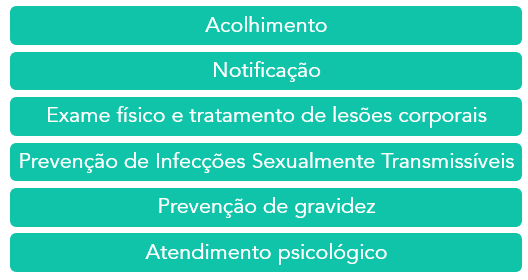 Acolhimento
Notificação
Exame físico e tratamento de lesões corporais
Prevenção de Infecções Sexualmente Transmissíveis
Prevenção de gravidez
Atendimento psicológico